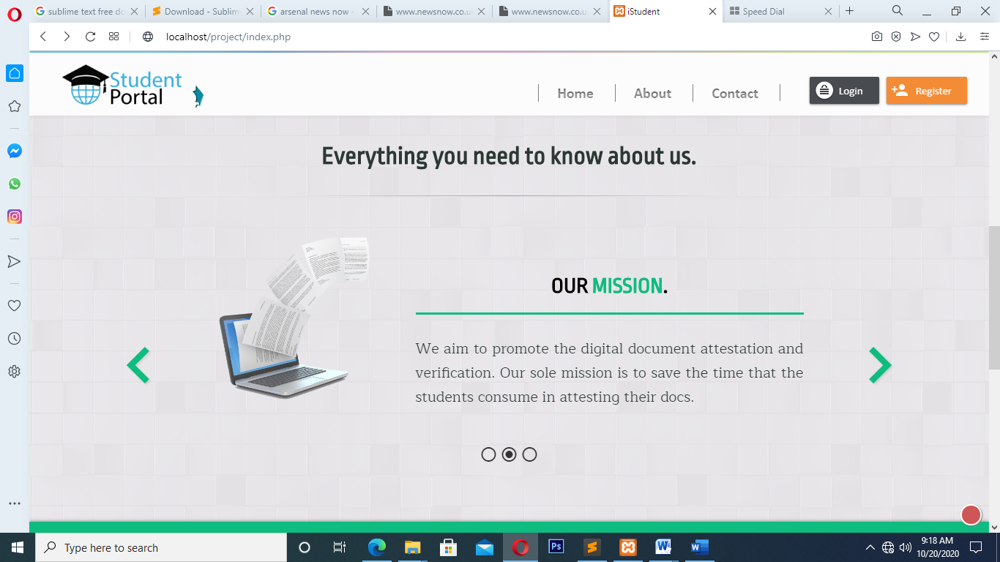 sublime text free do
Download - Sublim
arsenal news now -
www.newsnow.co.u
www.newsnow.co.u
iStudent
Speed Dial
localhost/project/index.php
Student
Portal
Home
About
Contact
Login
Register
Everything you need to know about us.
OUR MISSION.
We aim to promote the digital document attestation and
verification. Our sole mission is to save the time that the
students consume in attesting their docs.
Type here to search
Ps
9:18 AM
10/20/2020